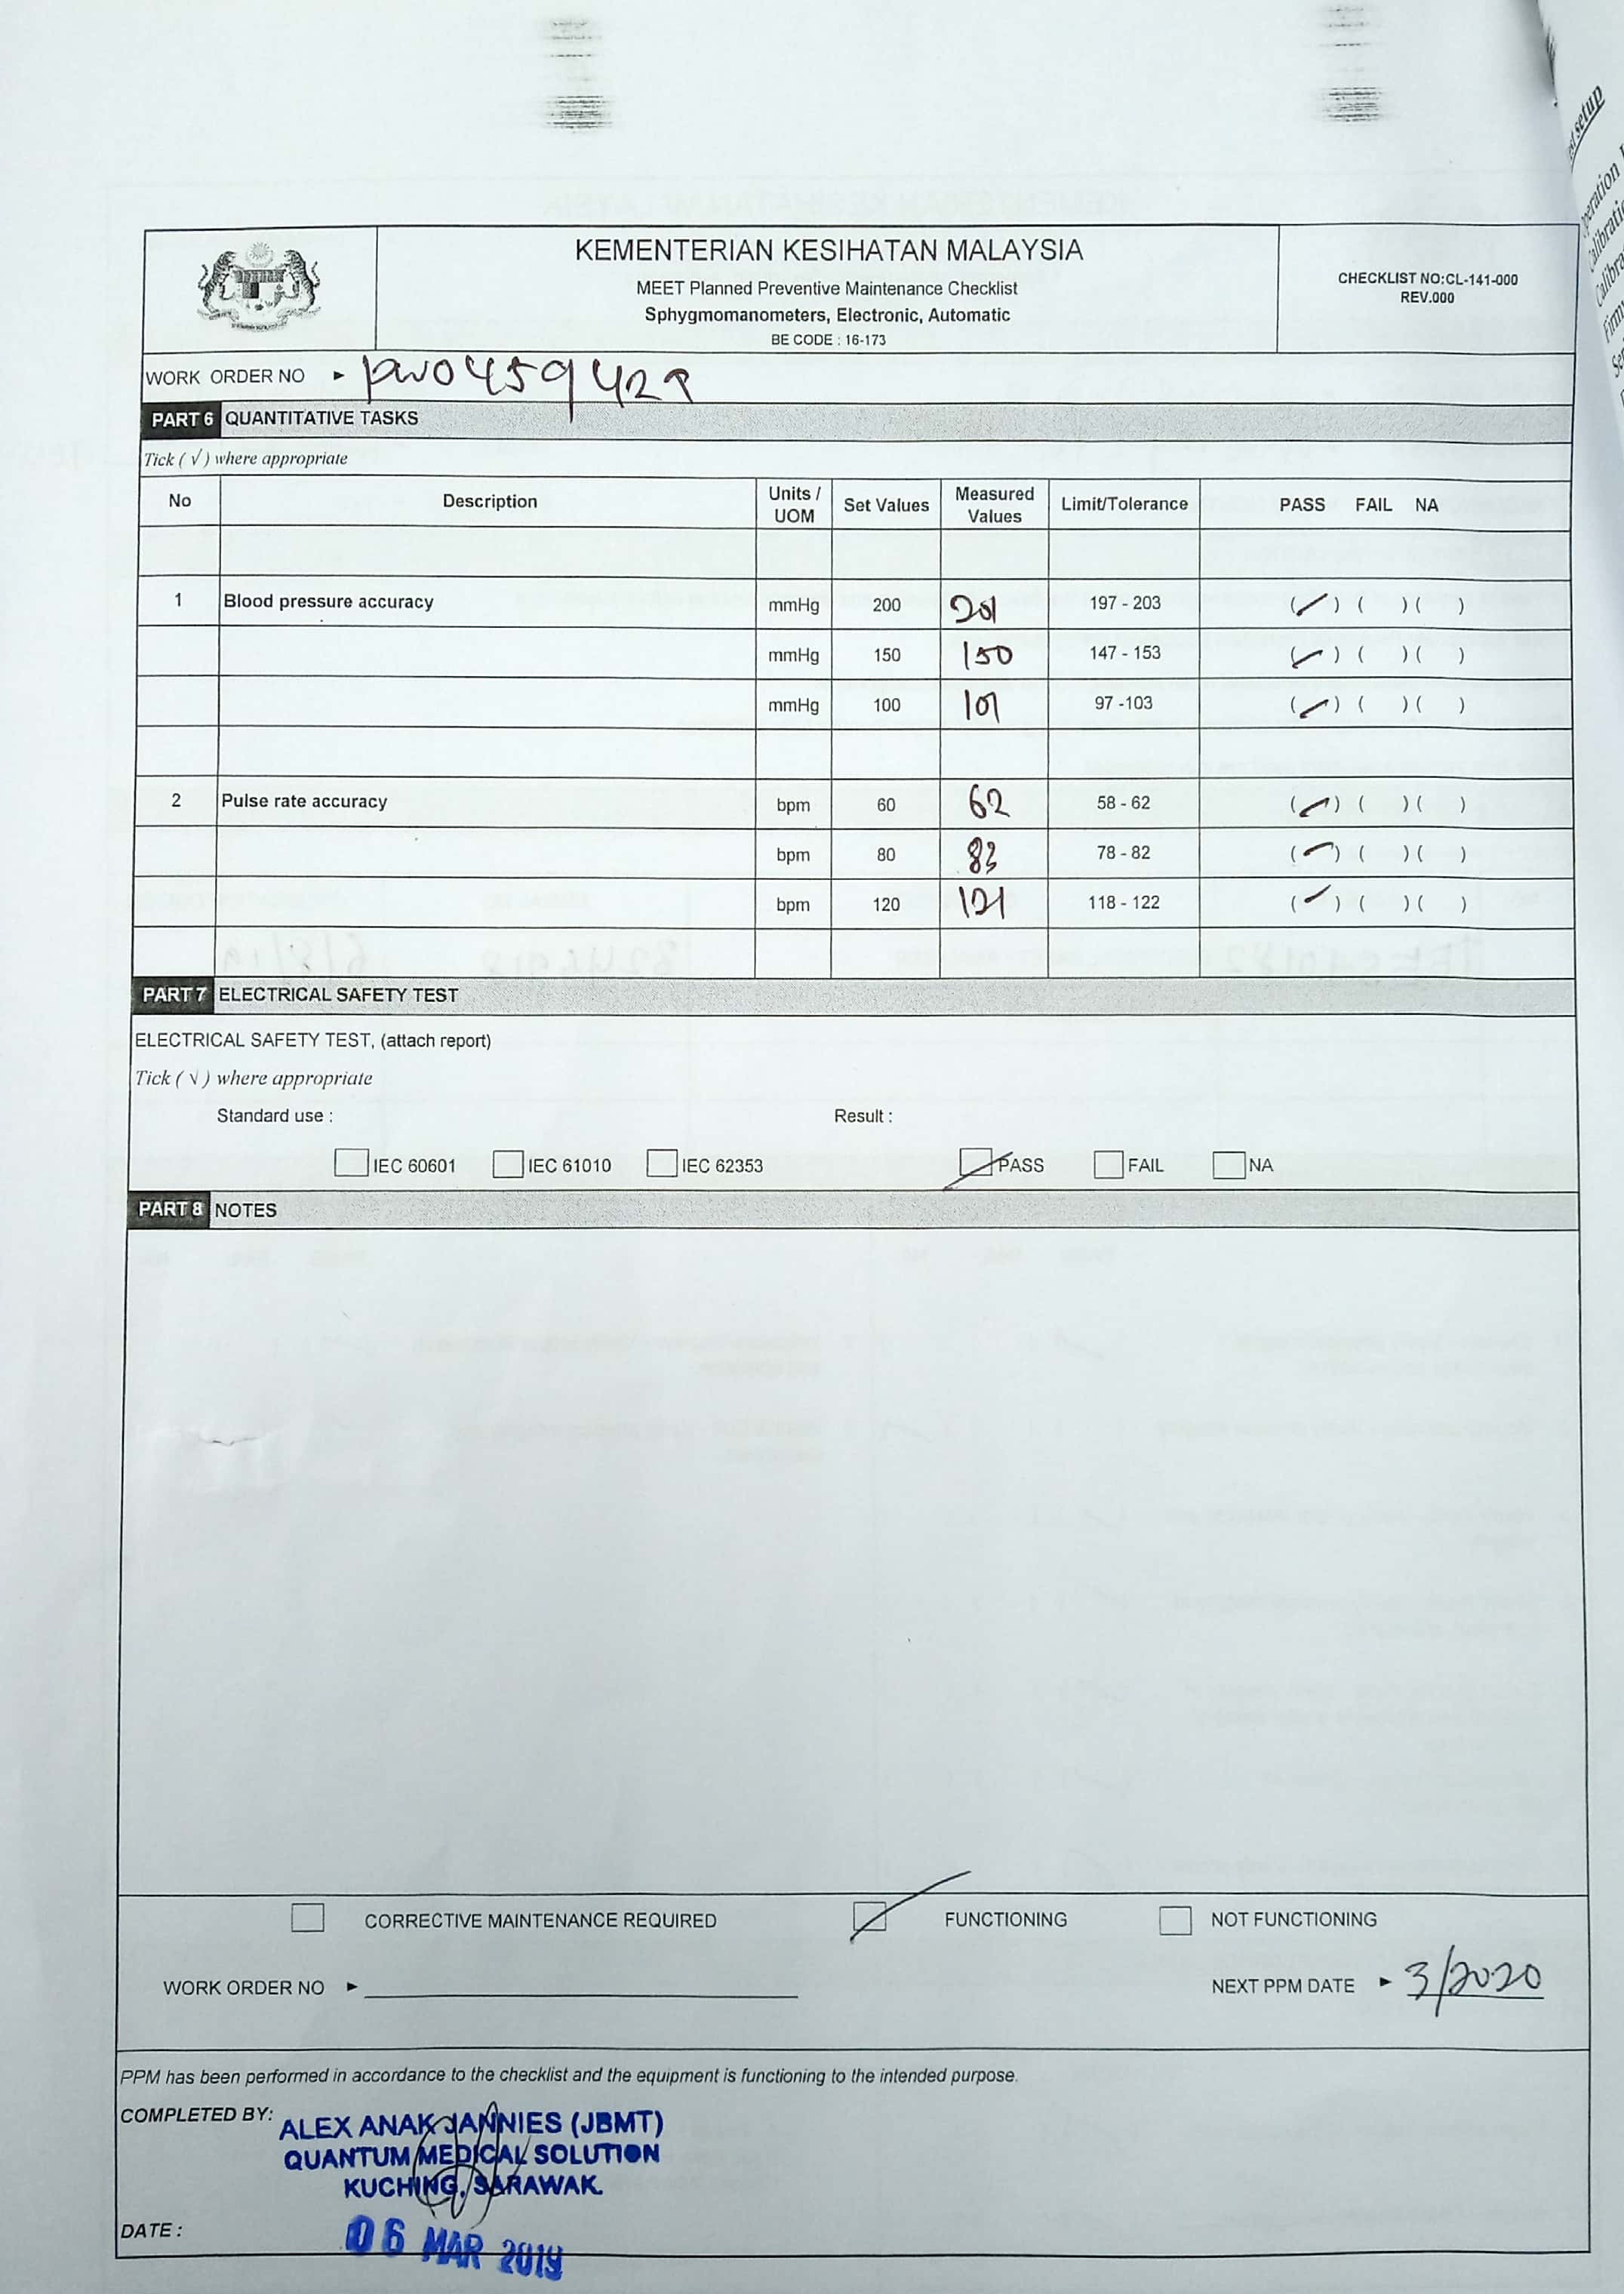 KEMENTERIAN KESIHATAN MALAYSIA
MEET Planned Preventive Maintenance Checklist
Sphygmomanometers, Electronic, Automatic
BE CODE : 16-173
CHECKLIST NO:CL-141-000
REV.000
WORK ORDER NO ► pwo459429
PART 6 QUANTITATIVE TASKS
Tick ( √ ) where appropriate
No Description Units / UOM Set Values Measured Values Limit/Tolerance PASS FAIL NA
1 Blood pressure accuracy mmHg 200 201 197 - 203 (✓) ( ) ( )
mmHg 150 150 147 - 153 (✓) ( ) ( )
mmHg 100 101 97 -103 (✓) ( ) ( )
2 Pulse rate accuracy bpm 60 62 58 - 62 (✓) ( ) ( )
bpm 80 83 78 - 82 (✓) ( ) ( )
bpm 120 121 118 - 122 (✓) ( ) ( )
PART 7 ELECTRICAL SAFETY TEST
ELECTRICAL SAFETY TEST, (attach report)
Tick ( √ ) where appropriate
Standard use : Result :
IEC 60601 IEC 61010 IEC 62353 PASS FAIL NA
PART 8 NOTES
CORRECTIVE MAINTENANCE REQUIRED FUNCTIONING NOT FUNCTIONING
WORK ORDER NO ► NEXT PPM DATE ► 3/2020
PPM has been performed in accordance to the checklist and the equipment is functioning to the intended purpose.
COMPLETED BY: ALEX ANAK JANNIES (JBMT)
QUANTUM MEDICAL SOLUTION
KUCHING, SARAWAK.
DATE : 06 MAR 2019
setup